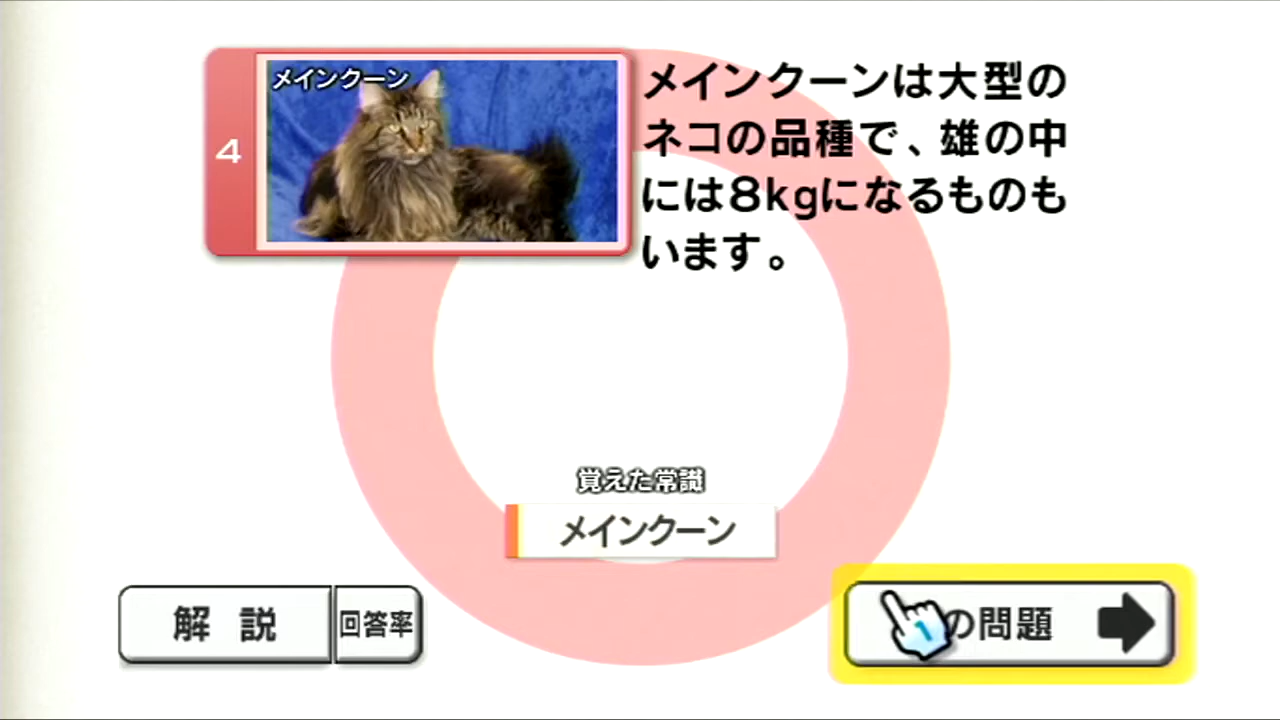 4
メインクーン
メインクーンは大型の
ネコの品種で、雄の中
には8kgになるものも
います。
覚えた常識
メインクーン
解 説
回答率
の問題
1